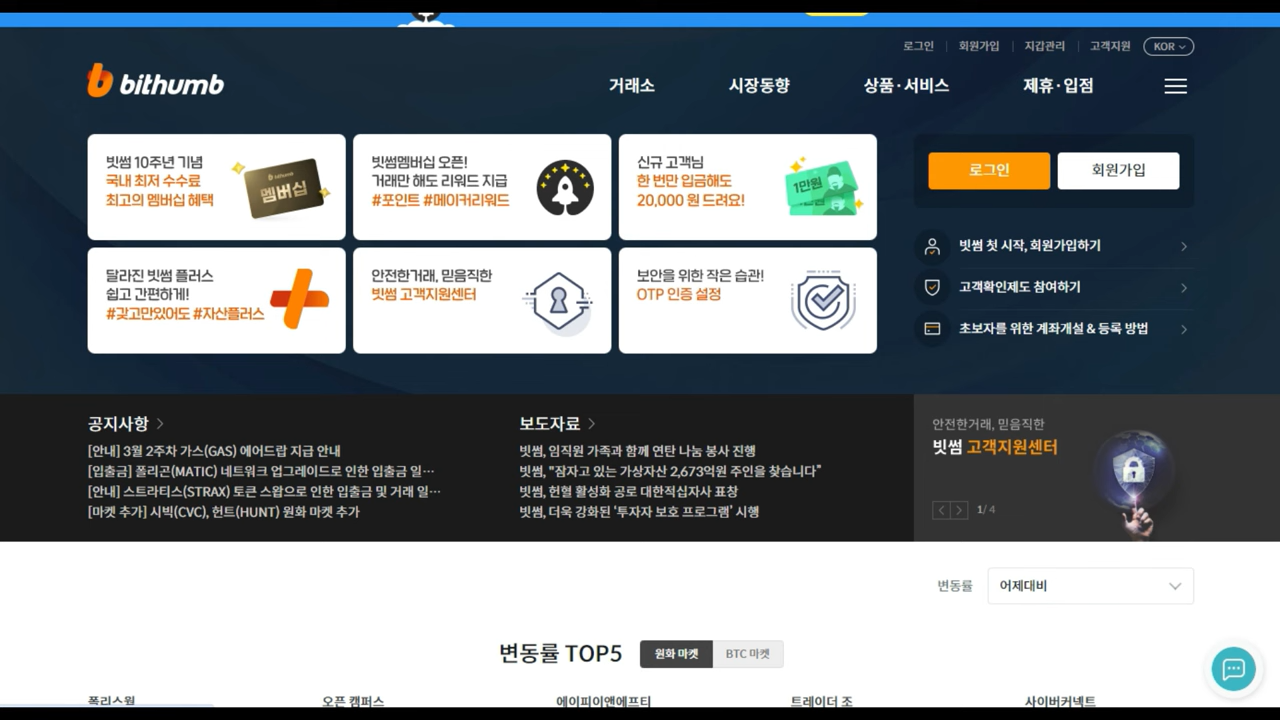 로그인
회원가입
지갑관리
고객지원
KOR
bithumb
거래소
시장동향
상품·서비스
제휴·입점
빗썸 10주년 기념
국내 최저 수수료
최고의 멤버십 혜택
bithumb
멤버십
빗썸멤버십 오픈!
거래만 해도 리워드 지급
#포인트 #메이커리워드
신규 고객님
한 번만 입금해도
20,000 원 드려요!
1만원
로그인
회원가입
달라진 빗썸 플러스
쉽고 간편하게!
#갖고만있어도 #자산플러스
안전한거래, 믿음직한
빗썸 고객지원센터
보안을 위한 작은 습관!
OTP 인증 설정
빗썸 첫 시작, 회원가입하기
고객확인제도 참여하기
초보자를 위한 계좌개설 & 등록 방법
공지사항
[안내] 3월 2주차 가스(GAS) 에어드랍 지급 안내
[입출금] 폴리곤(MATIC) 네트워크 업그레이드로 인한 입출금 일…
[안내] 스트라티스(STRAX) 토큰 스왑으로 인한 입출금 및 거래 일…
[마켓 추가] 시빅(CVC), 헌트(HUNT) 원화 마켓 추가
보도자료
빗썸, 임직원 가족과 함께 연탄 나눔 봉사 진행
빗썸, "잠자고 있는 가상자산 2,673억원 주인을 찾습니다"
빗썸, 헌혈 활성화 공로 대한적십자사 표창
빗썸, 더욱 강화된 '투자자 보호 프로그램' 시행
안전한거래, 믿음직한
빗썸 고객지원센터
1/ 4
변동률
어제대비
변동률 TOP5
원화 마켓
BTC 마켓
폴리스웜
오픈 캠퍼스
에이피이앤에프티
트레이더 조
사이버커넥트